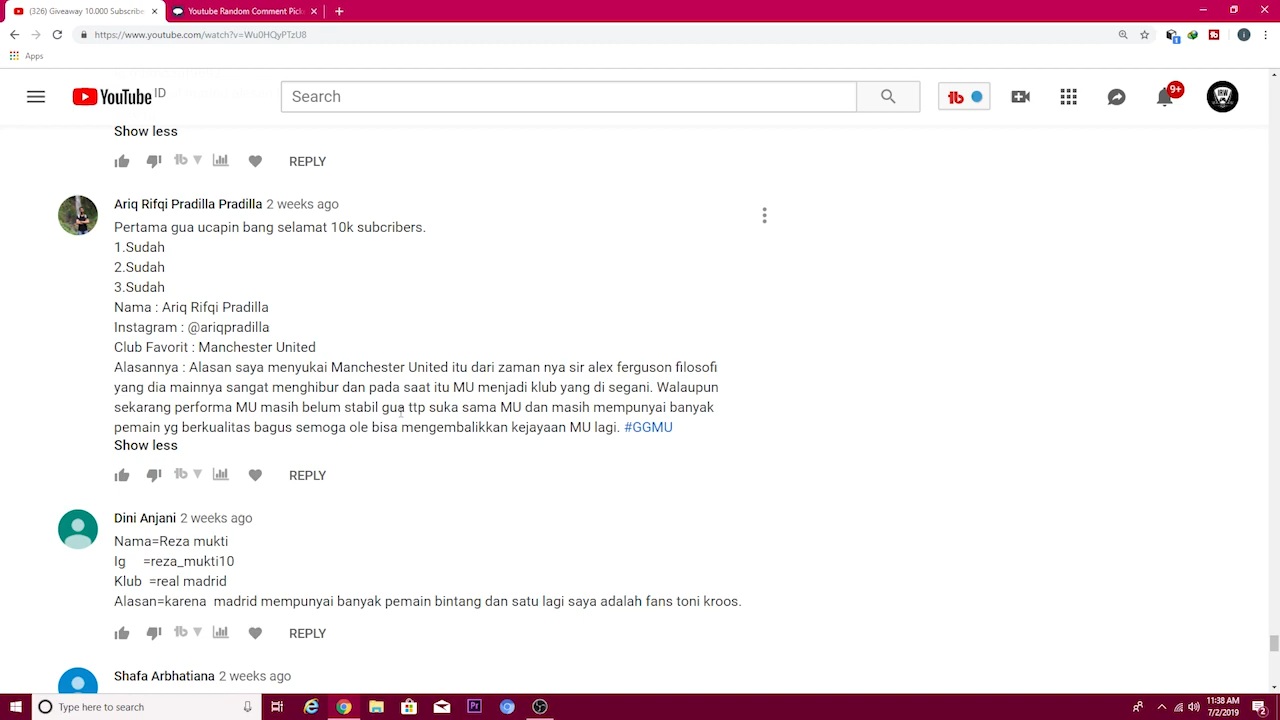 (326) Giveaway 10.000 Subscribe
Youtube Random Comment Pick
https://www.youtube.com/watch?v=Wu0HQyPTzU8
Apps
YouTube ID
Search
9+
Show less
REPLY
Ariq Rifqi Pradilla Pradilla 2 weeks ago
Pertama gua ucapin bang selamat 10k subcribers.
1.Sudah
2.Sudah
3.Sudah
Nama : Ariq Rifqi Pradilla
Instagram : @ariqpradilla
Club Favorit : Manchester United
Alasannya : Alasan saya menyukai Manchester United itu dari zaman nya sir alex ferguson filosofi
yang dia mainnya sangat menghibur dan pada saat itu MU menjadi klub yang di segani. Walaupun
sekarang performa MU masih belum stabil gua ttp suka sama MU dan masih mempunyai banyak
pemain yg berkualitas bagus semoga ole bisa mengembalikkan kejayaan MU lagi. #GGMU
Show less
REPLY
Dini Anjani 2 weeks ago
Nama=Reza mukti
Ig =reza_mukti10
Klub =real madrid
Alasan=karena madrid mempunyai banyak pemain bintang dan satu lagi saya adalah fans toni kroos.
REPLY
Shafa Arbhatiana 2 weeks ago
Type here to search
11:38 AM
7/2/2019